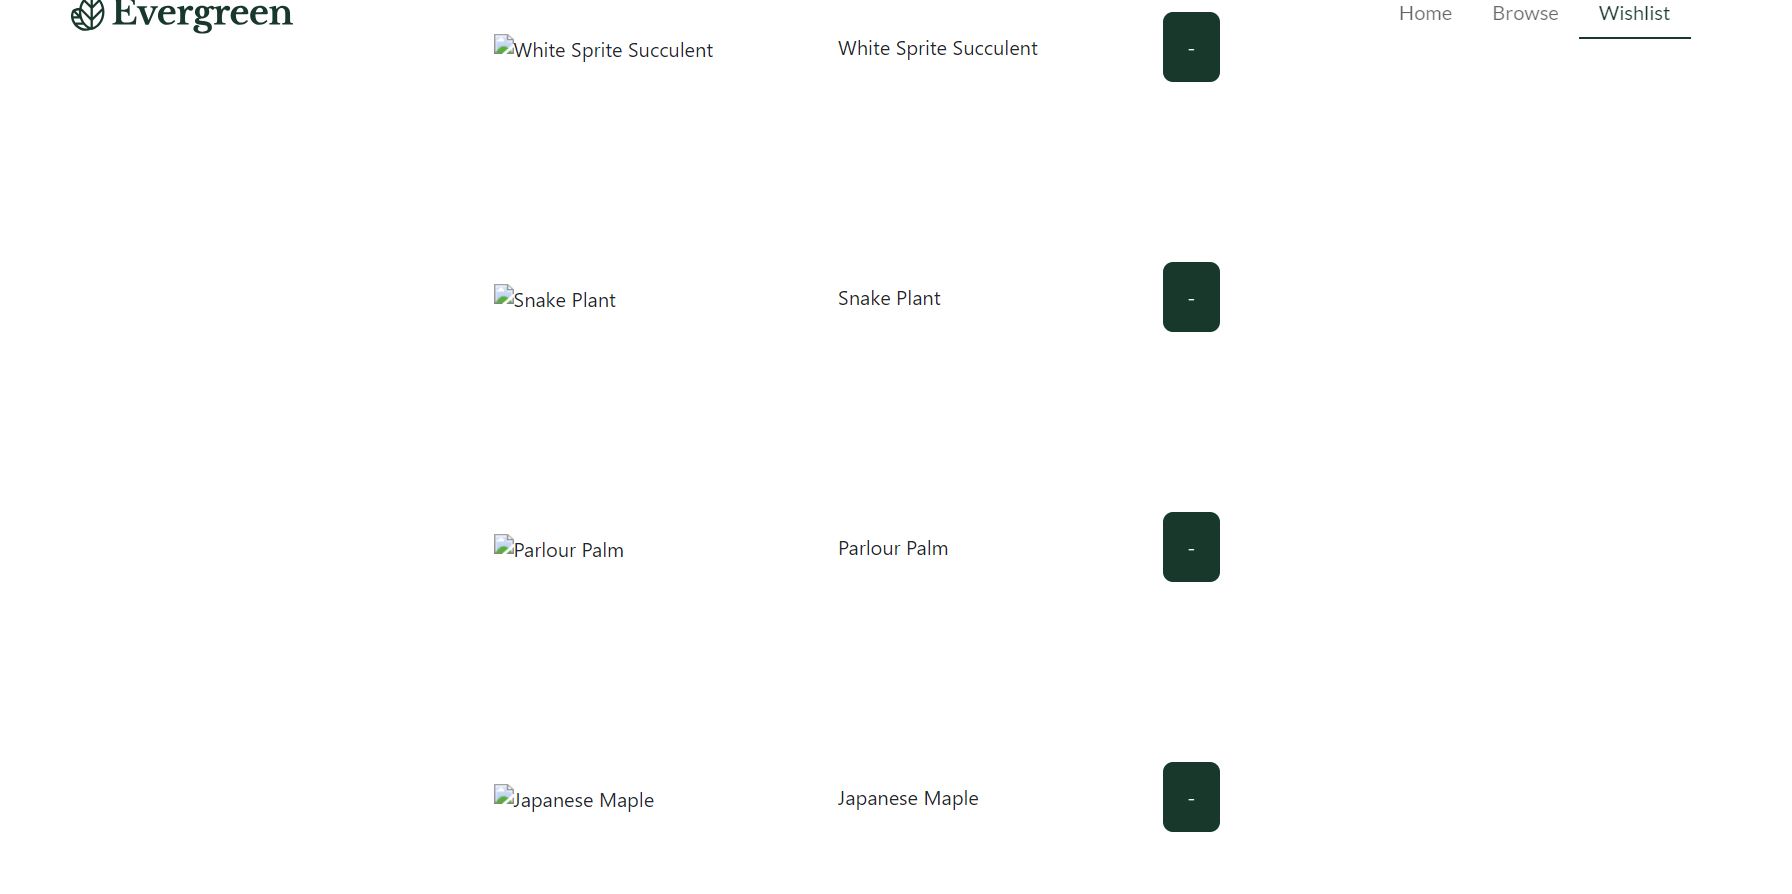 Evergreen
Home Browse Wishlist
White Sprite Succulent White Sprite Succulent -
Snake Plant Snake Plant -
Parlour Palm Parlour Palm -
Japanese Maple Japanese Maple -